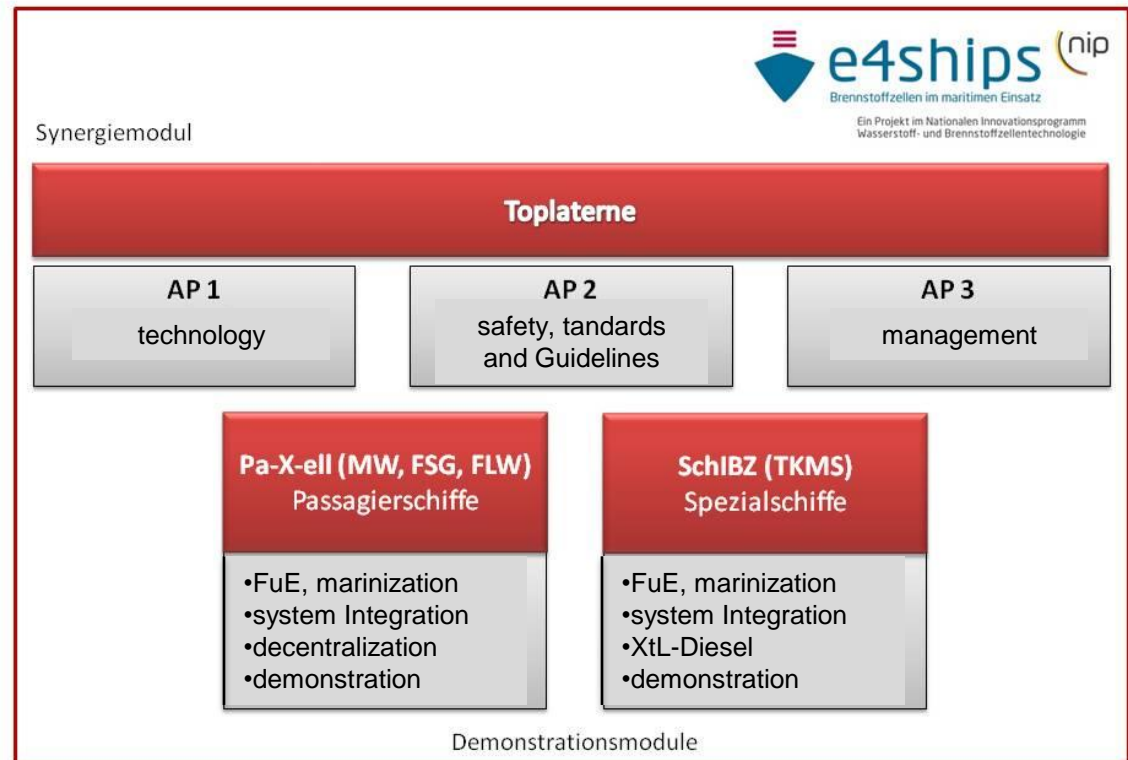 e4ships
nip
Brennstoffzellen im maritimen Einsatz
Ein Projekt im Nationalen Innovationsprogramm
Wasserstoff- und Brennstoffzellentechnologie
Synergiemodul
Toplaterne
AP 1
technology
AP 2
safety, tandards
and Guidelines
AP 3
management
Pa-X-ell (MW, FSG, FLW)
Passagierschiffe
•FuE, marinization
•system Integration
•decentralization
•demonstration
SchIBZ (TKMS)
Spezialschiffe
•FuE, marinization
•system Integration
•XtL-Diesel
•demonstration
Demonstrationsmodule